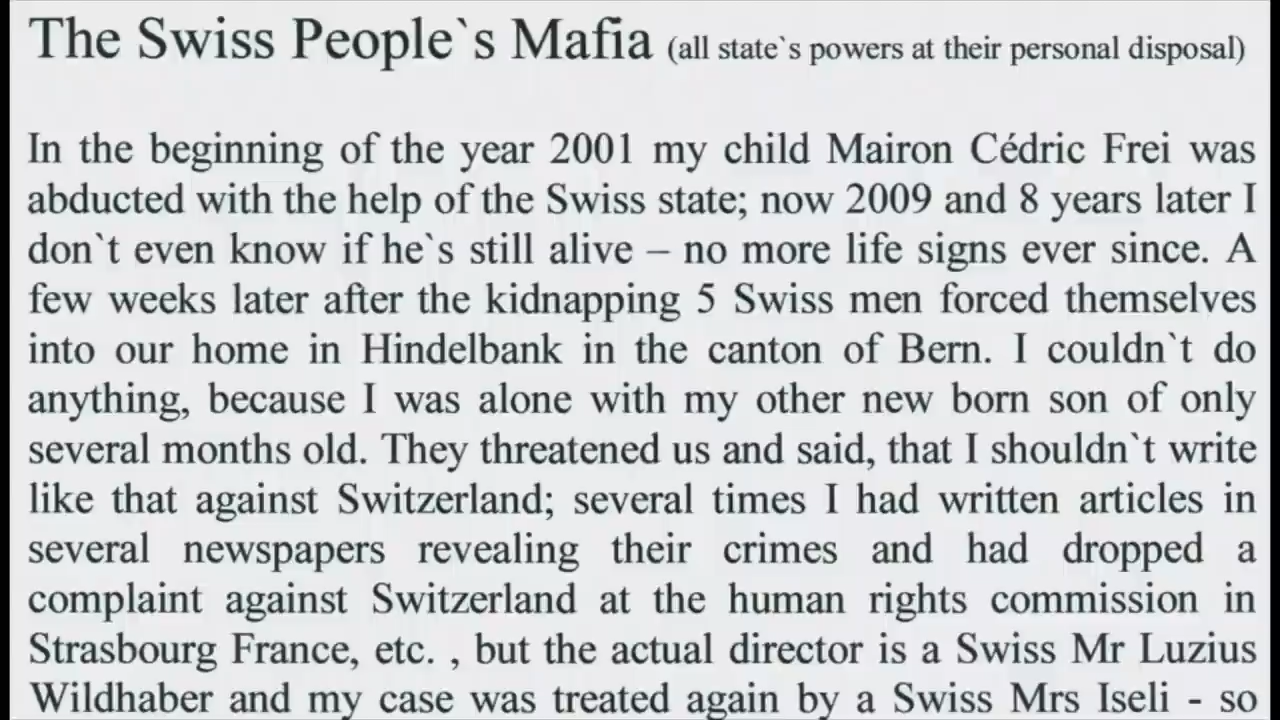 The Swiss People`s Mafia (all state`s powers at their personal disposal)
In the beginning of the year 2001 my child Mairon Cédric Frei was
abducted with the help of the Swiss state; now 2009 and 8 years later I
don`t even know if he`s still alive – no more life signs ever since. A
few weeks later after the kidnapping 5 Swiss men forced themselves
into our home in Hindelbank in the canton of Bern. I couldn`t do
anything, because I was alone with my other new born son of only
several months old. They threatened us and said, that I shouldn`t write
like that against Switzerland; several times I had written articles in
several newspapers revealing their crimes and had dropped a
complaint against Switzerland at the human rights commission in
Strasbourg France, etc. , but the actual director is a Swiss Mr Luzius
Wildhaber and my case was treated again by a Swiss Mrs Iseli - so